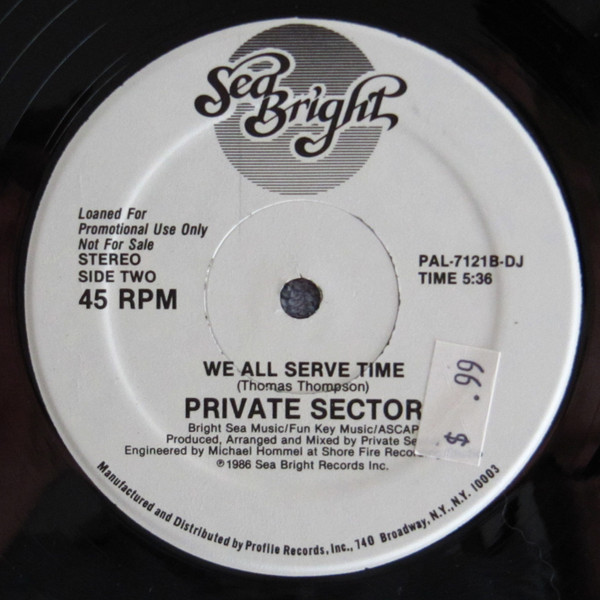 Sea
Bright
Loaned For
Promotional Use Only
Not For Sale
STEREO
SIDE TWO
45 RPM
PAL-7121B-DJ
TIME 5:36
WE ALL SERVE TIME
(Thomas Thompson)
PRIVATE SECTOR
$ .99
Bright Sea Music/Fun Key Music/ASCAP
Produced, Arranged and Mixed by Private
Engineered by Michael Hommel at Shore Fire
℗1986 Sea Bright Records Inc.
Manufactured and Distributed by Profile Records, Inc., 740 Broadway, N.Y., N.Y. 10003